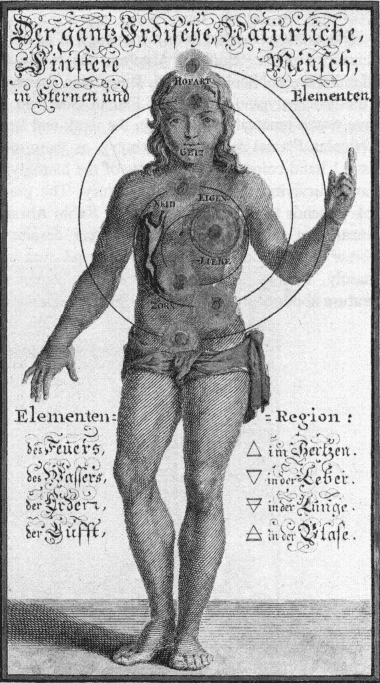 Der gantz Irdische, Natürliche,
Finstere Mensch;
in Sternen und Elementen.
HOFART
GEIZ
NEID EIGEN-
-LIEBE
ZORN
Elementen= =Region :
des Feuers, △ im Hertzen.
des Wassers, ▽ in der Leber.
der Erden, in der Lunge.
der Lufft, in der Blase.